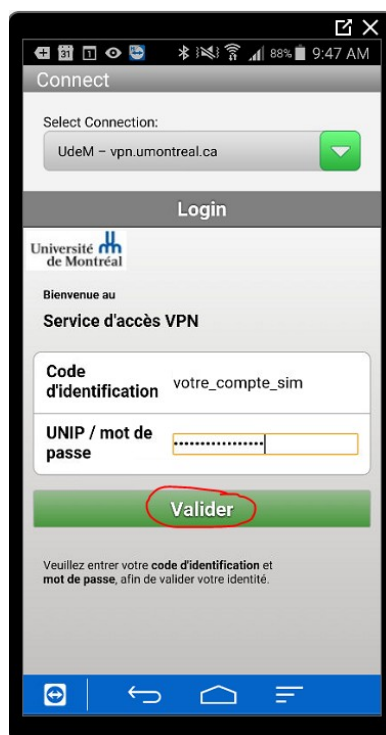 31 88% 9:47 AM
Connect
Select Connection:
UdeM – vpn.umontreal.ca
Login
Université
de Montréal
Bienvenue au
Service d'accès VPN
Code
d'identification
votre_compte_sim
UNIP / mot de
passe
••••••••••••••••
Valider
Veuillez entrer votre code d'identification et
mot de passe, afin de valider votre identité.